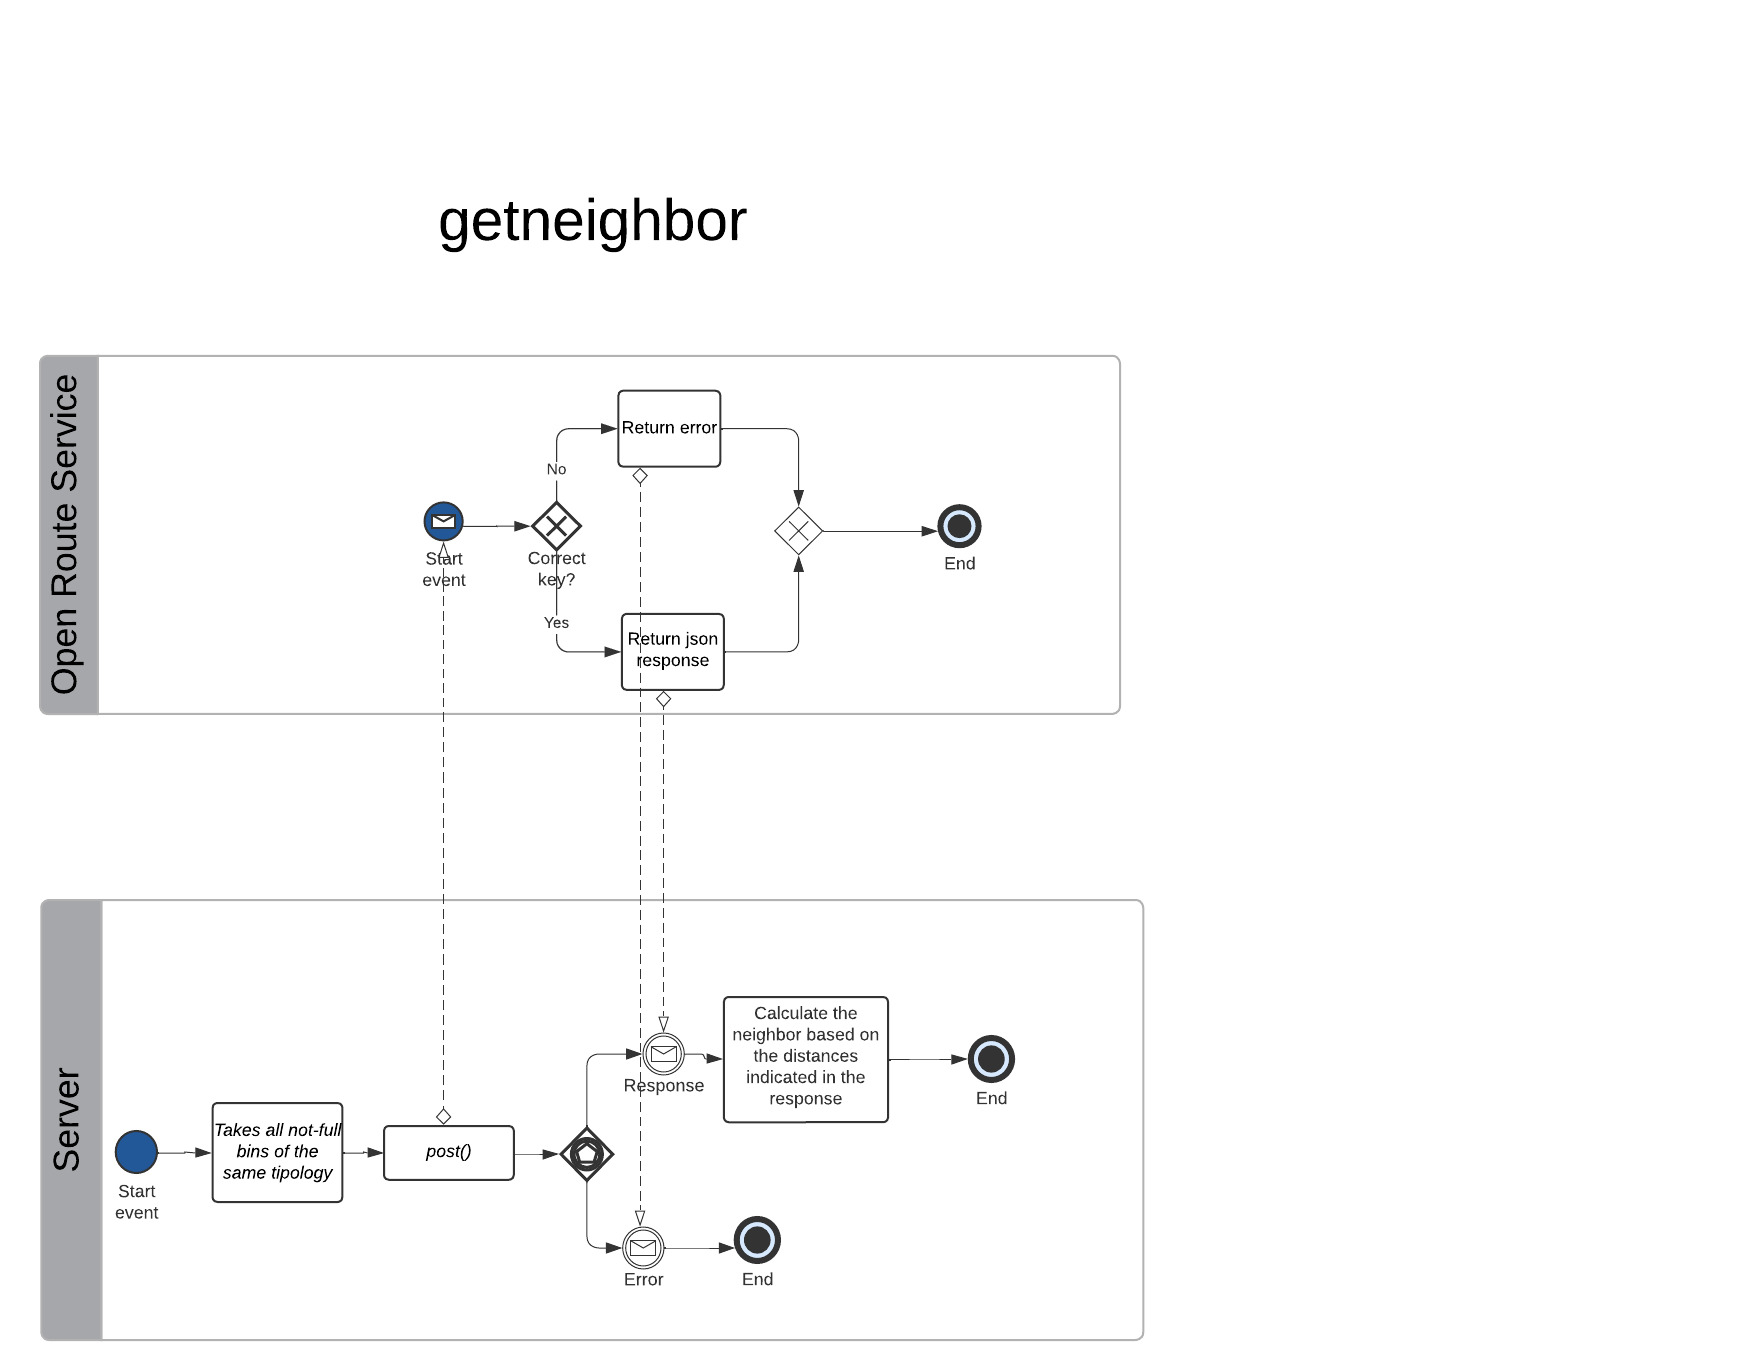 getneighbor
Open Route Service
Return error
No
Start
event
Correct
key?
End
Yes
Return json
response
Server
Calculate the
neighbor based on
the distances
indicated in the
response
Response
End
Takes all not-full
bins of the
same tipology
post()
Start
event
Error
End